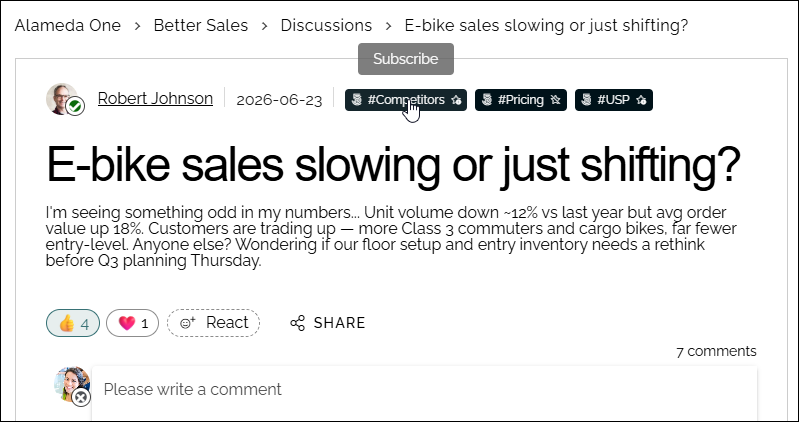 Alameda One > Better Sales > Discussions > E-bike sales slowing or just shifting?
Subscribe
Robert Johnson 2026-06-23 #Competitors #Pricing #USP
E-bike sales slowing or just shifting?
I'm seeing something odd in my numbers... Unit volume down ~12% vs last year but avg order
value up 18%. Customers are trading up — more Class 3 commuters and cargo bikes, far fewer
entry-level. Anyone else? Wondering if our floor setup and entry inventory needs a rethink
before Q3 planning Thursday.
4 1 React SHARE
7 comments
Please write a comment